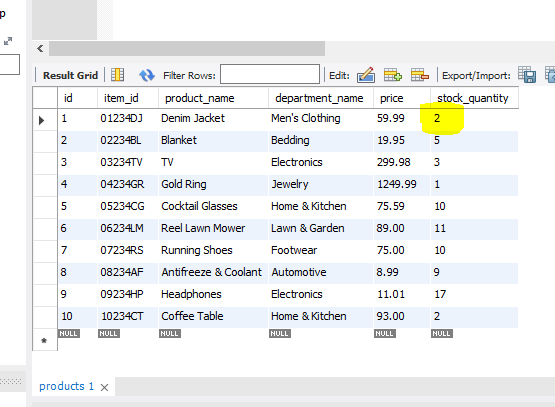 p
Result Grid Filter Rows: Edit: Export/Import:
id item_id product_name department_name price stock_quantity
1 01234DJ Denim Jacket Men's Clothing 59.99 2
2 02234BL Blanket Bedding 19.95 5
3 03234TV TV Electronics 299.98 3
4 04234GR Gold Ring Jewelry 1249.99 1
5 05234CG Cocktail Glasses Home & Kitchen 75.59 10
6 06234LM Reel Lawn Mower Lawn & Garden 89.00 11
7 07234RS Running Shoes Footwear 75.00 10
8 08234AF Antifreeze & Coolant Automotive 8.99 9
9 09234HP Headphones Electronics 11.01 17
10 10234CT Coffee Table Home & Kitchen 93.00 2
NULL NULL NULL NULL NULL NULL
products 1